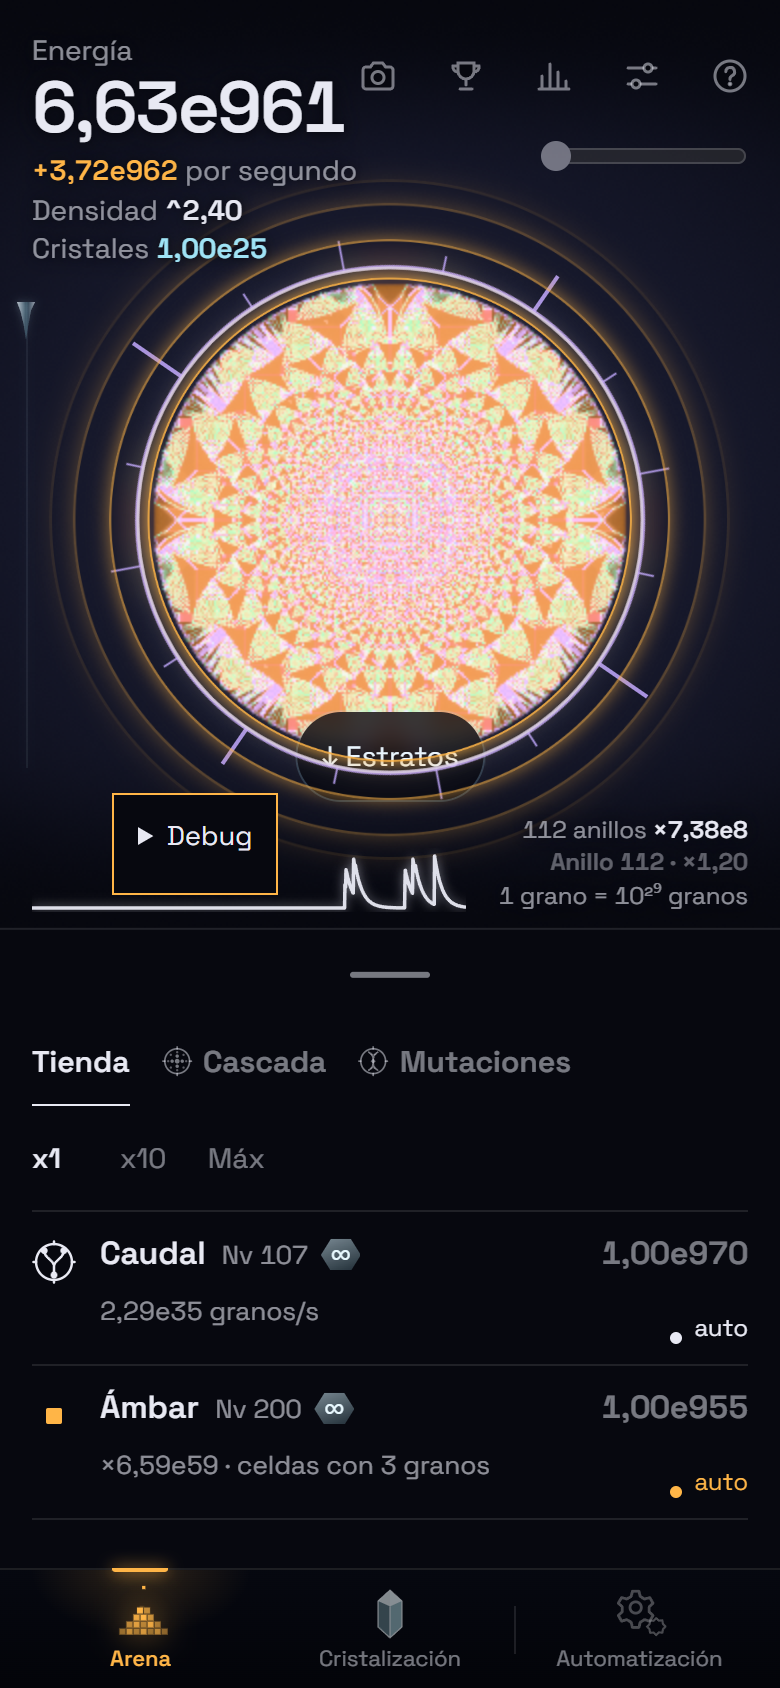 Energía
6,63e961
+3,72e962 por segundo
Densidad ^2,40
Cristales 1,00e25
↓ Estratos
▶ Debug
112 anillos ×7,38e8
Anillo 112 · ×1,20
1 grano = 10²⁹ granos
Tienda Cascada Mutaciones
x1 x10 Máx
Caudal Nv 107 ∞ 1,00e970
2,29e35 granos/s
auto
Ámbar Nv 200 ∞ 1,00e955
×6,59e59 · celdas con 3 granos
auto
Arena Cristalización Automatización